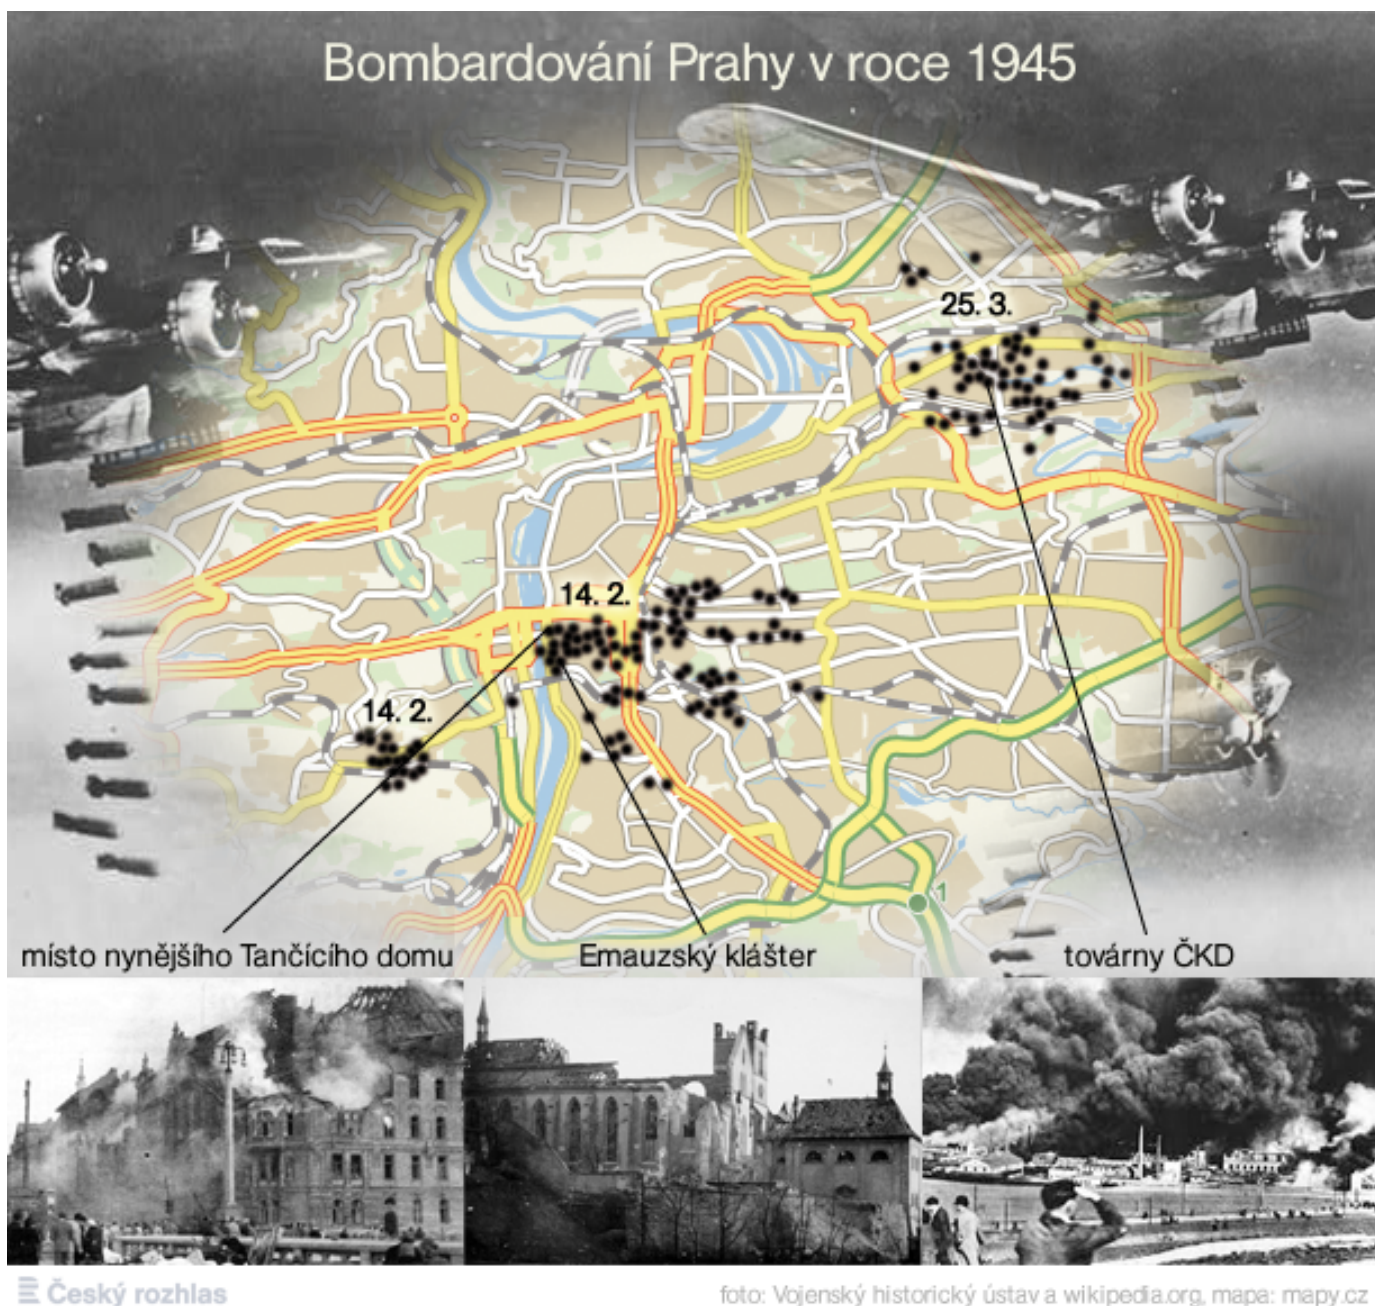 Bombardování Prahy v roce 1945
25. 3.
14. 2.
14. 2.
1
místo nynějšího Tančícího domu
Emauzský klášter
továrny ČKD
Český rozhlas
foto: Vojenský historický ústav a wikipedia.org, mapa: mapy.cz